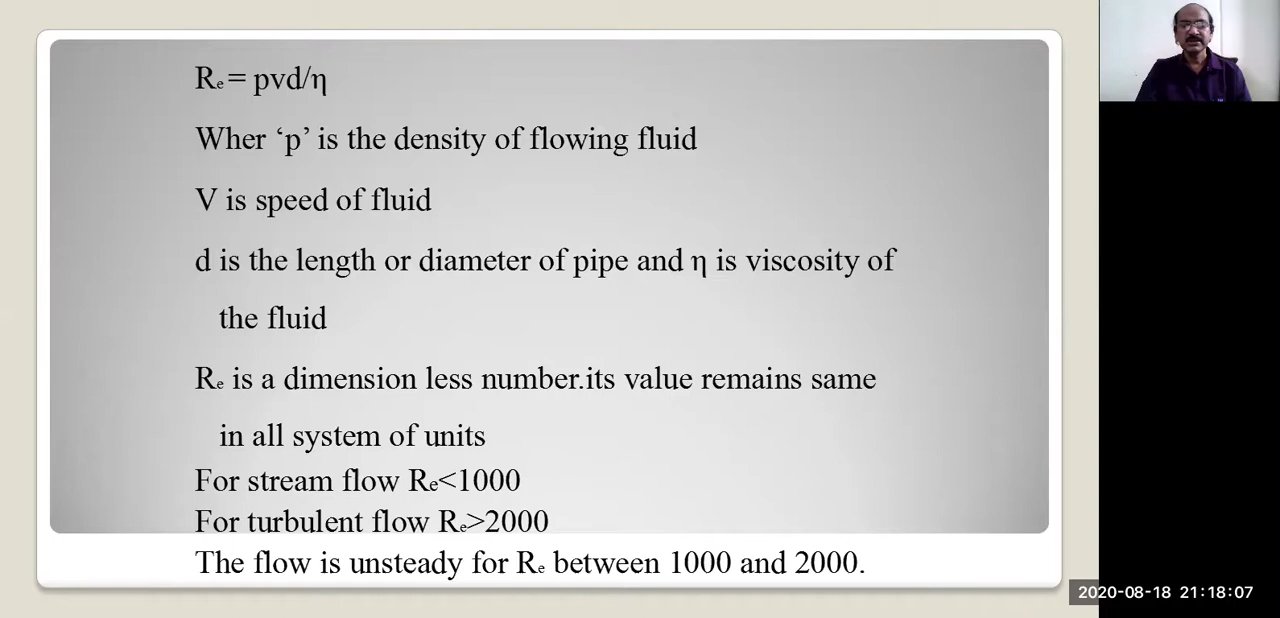 Re= pvd/η
Wher ‘p’ is the density of flowing fluid
V is speed of fluid
d is the length or diameter of pipe and η is viscosity of
the fluid
Re is a dimension less number.its value remains same
in all system of units
For stream flow Re<1000
For turbulent flow Re>2000
The flow is unsteady for Re between 1000 and 2000.
2020-08-18 21:18:07